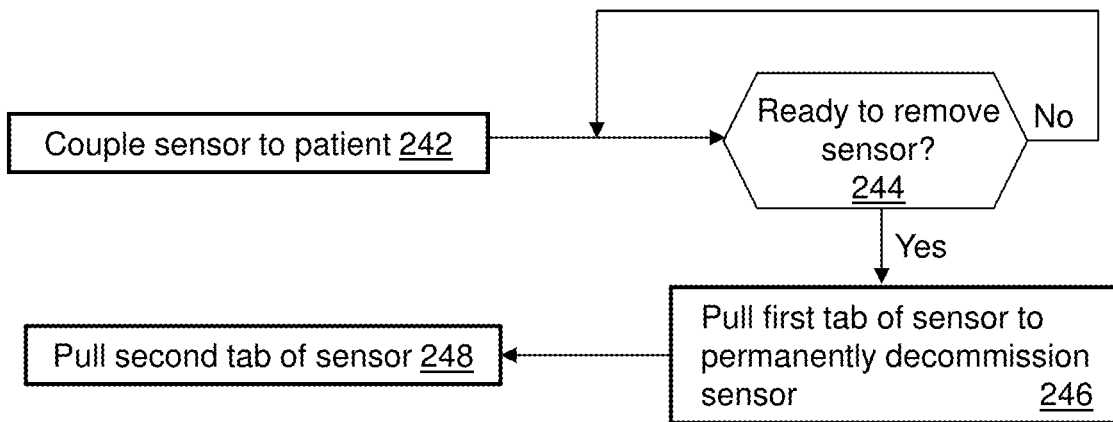 Couple sensor to patient 242
Ready to remove
sensor?
244
No
Yes
Pull first tab of sensor to
permanently decommission
sensor 246
Pull second tab of sensor 248